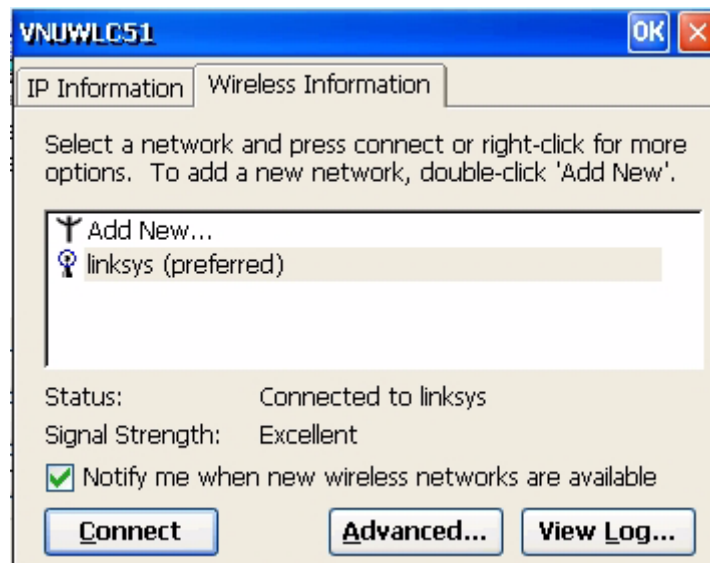 VNUWLC51 OK
IP Information Wireless Information
Select a network and press connect or right-click for more
options. To add a new network, double-click 'Add New'.
Add New...
linksys (preferred)
Status: Connected to linksys
Signal Strength: Excellent
Notify me when new wireless networks are available
Connect Advanced... View Log...